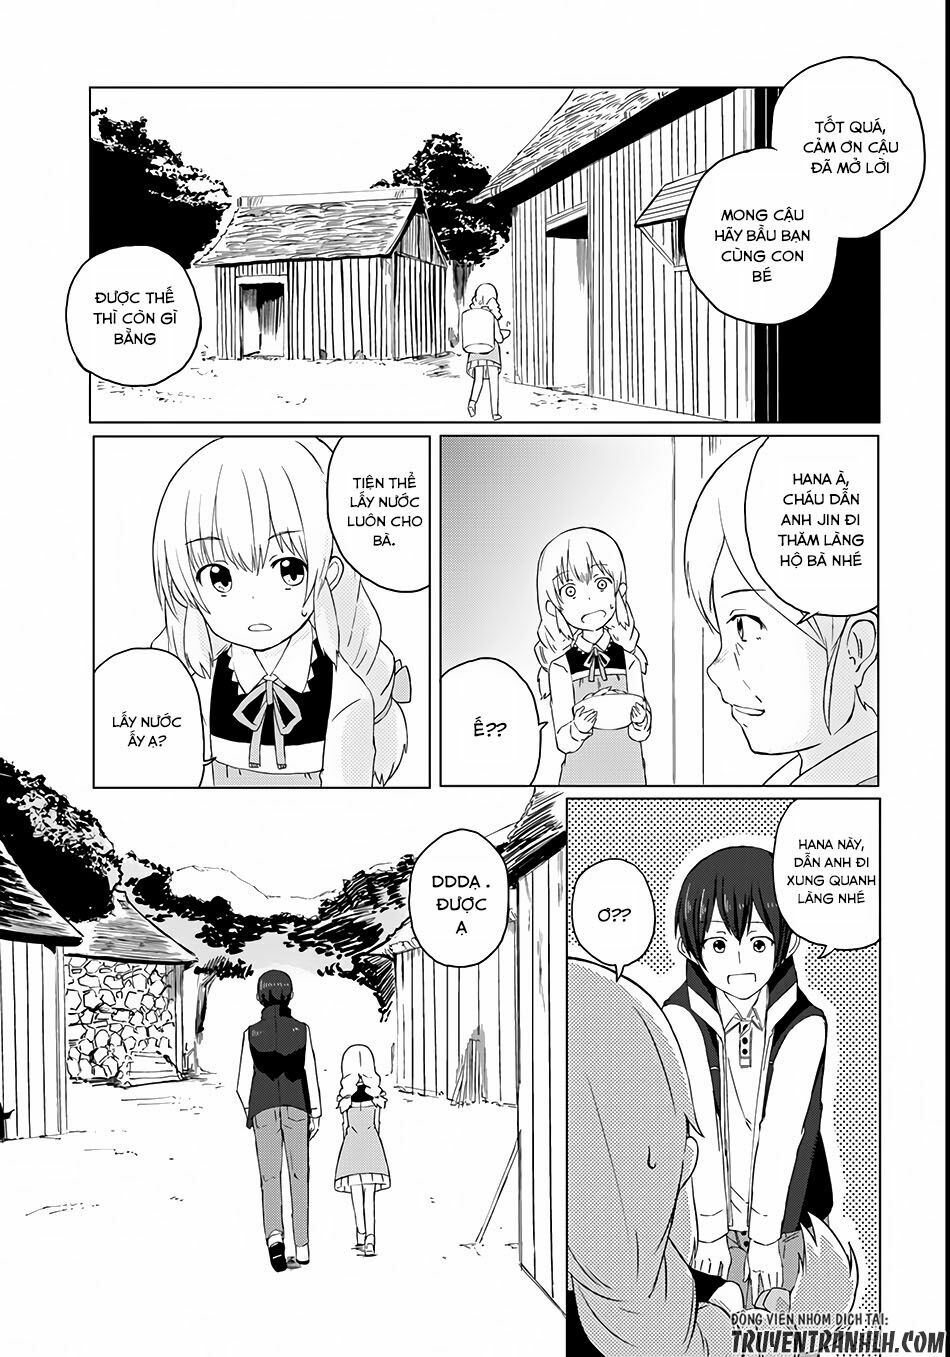 TỐT QUÁ,
CẢM ƠN CẬU
ĐÃ MỞ LỜI
MONG CẬU
HÃY BẦU BẠN
CÙNG CON
BÉ
ĐƯỢC THẾ
THÌ CÒN GÌ
BẰNG
HANA À,
CHÁU DẪN
ANH JIN ĐI
THĂM LÀNG
HỘ BÀ NHÉ
Ế??
TIỆN THỂ
LẤY NƯỚC
LUÔN CHO
BÀ.
LẤY NƯỚC
ẤY Ạ?
HANA NÀY,
DẪN ANH ĐI
XUNG QUANH
LÀNG NHÉ
Ơ??
DDDẠ .
ĐƯỢC
Ạ
ĐỘNG VIÊN NHÓM DỊCH TẠI:
TRUYENTRANHLH.COM